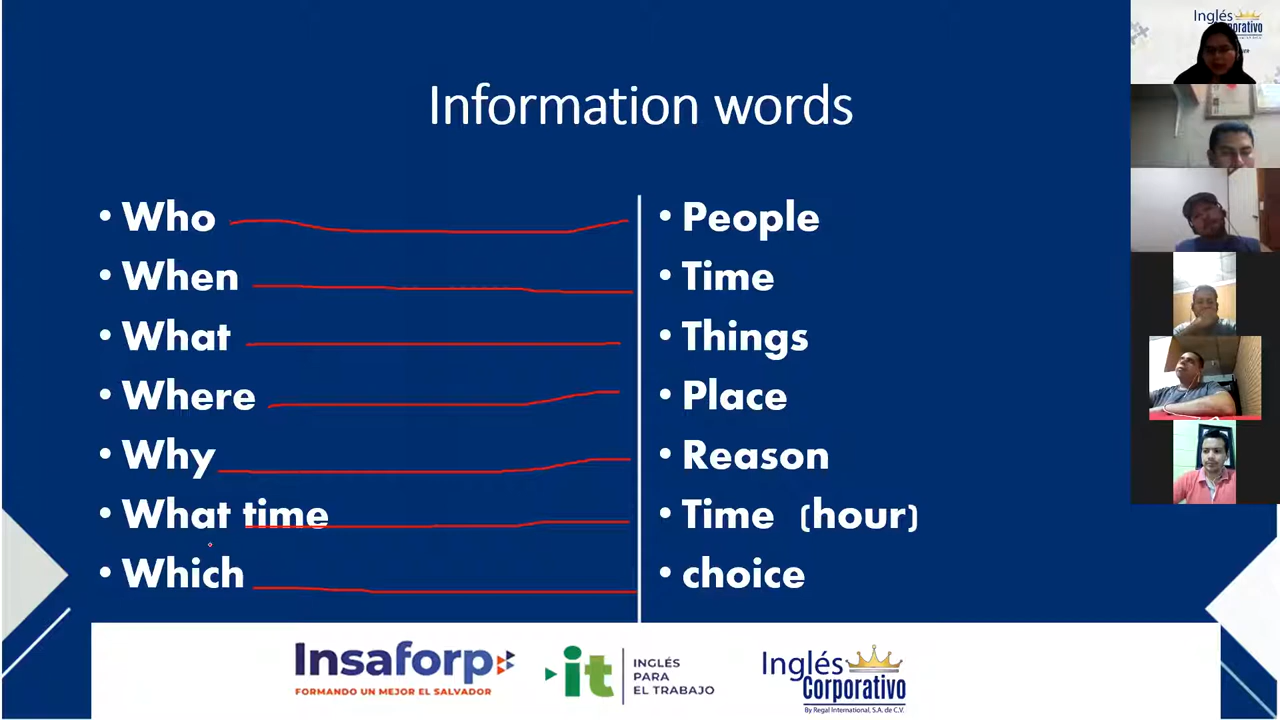 Information words
• Who
• When
• What
• Where
• Why
• What time
• Which
• People
• Time
• Things
• Place
• Reason
• Time (hour)
• choice
Insaforp
FORMANDO UN MEJOR EL SALVADOR
it
INGLÉS
PARA
EL TRABAJO
Inglés
Corporativo
By Regal International, S.A. de C.V.
Inglés